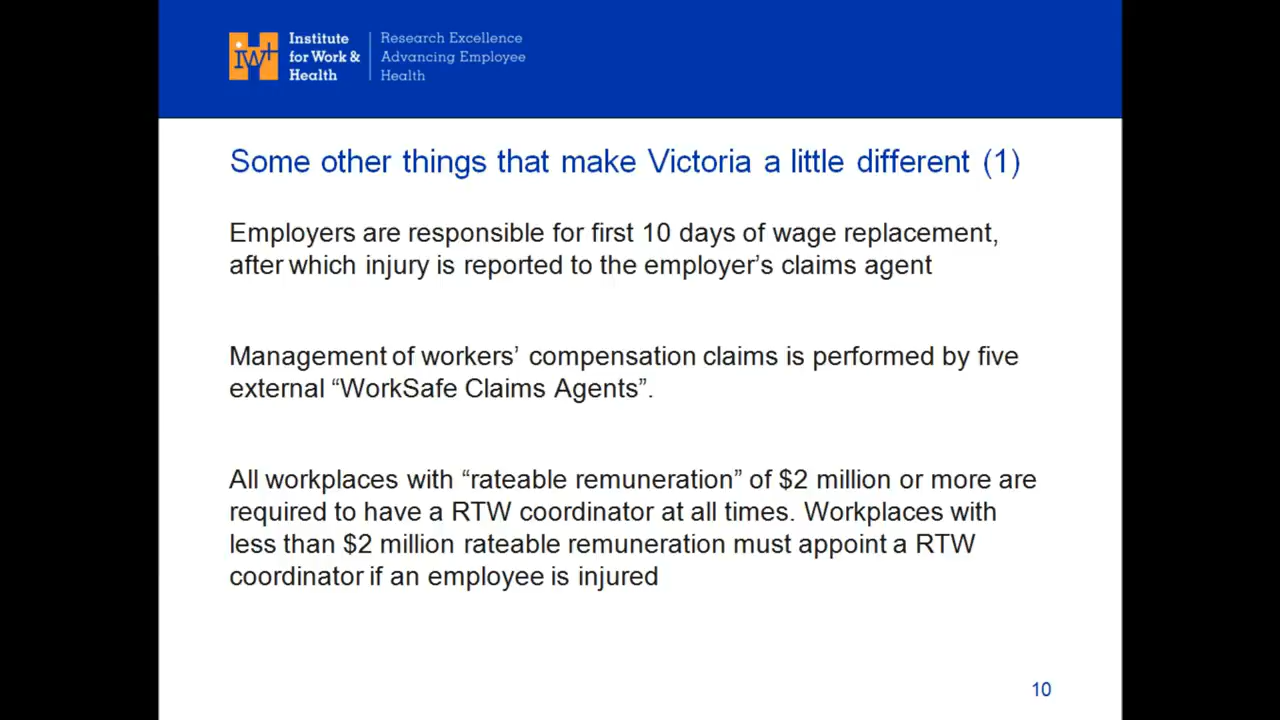 iw+
Institute
for Work &
Health
Research Excellence
Advancing Employee
Health
Some other things that make Victoria a little different (1)
Employers are responsible for first 10 days of wage replacement,
after which injury is reported to the employer’s claims agent
Management of workers’ compensation claims is performed by five
external “WorkSafe Claims Agents”.
All workplaces with “rateable remuneration” of $2 million or more are
required to have a RTW coordinator at all times. Workplaces with
less than $2 million rateable remuneration must appoint a RTW
coordinator if an employee is injured
10